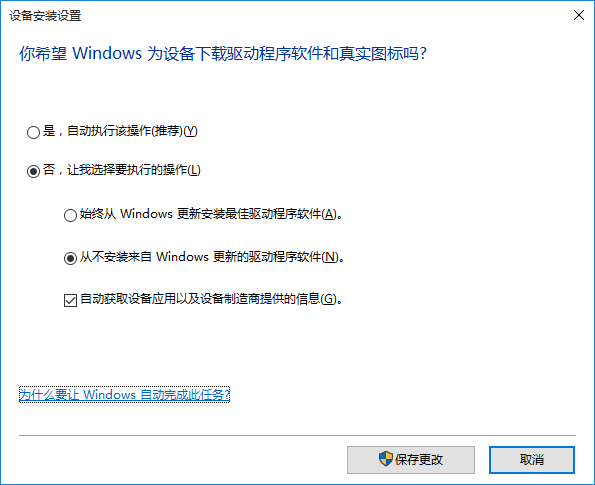 设备安装设置
你希望 Windows 为设备下载驱动程序软件和真实图标吗?
是，自动执行该操作(推荐)(Y)
否，让我选择要执行的操作(L)
始终从 Windows 更新安装最佳驱动程序软件(A)。
从不安装来自 Windows 更新的驱动程序软件(N)。
自动获取设备应用以及设备制造商提供的信息(G)。
为什么要让 Windows 自动完成此任务?
保存更改
取消